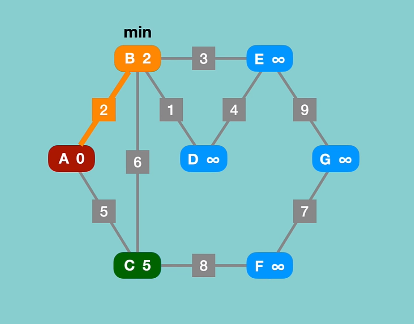 min
B 2 3 E ∞
2 1 4 9
A 0 6 D ∞ G ∞
5 7
C 5 8 F ∞